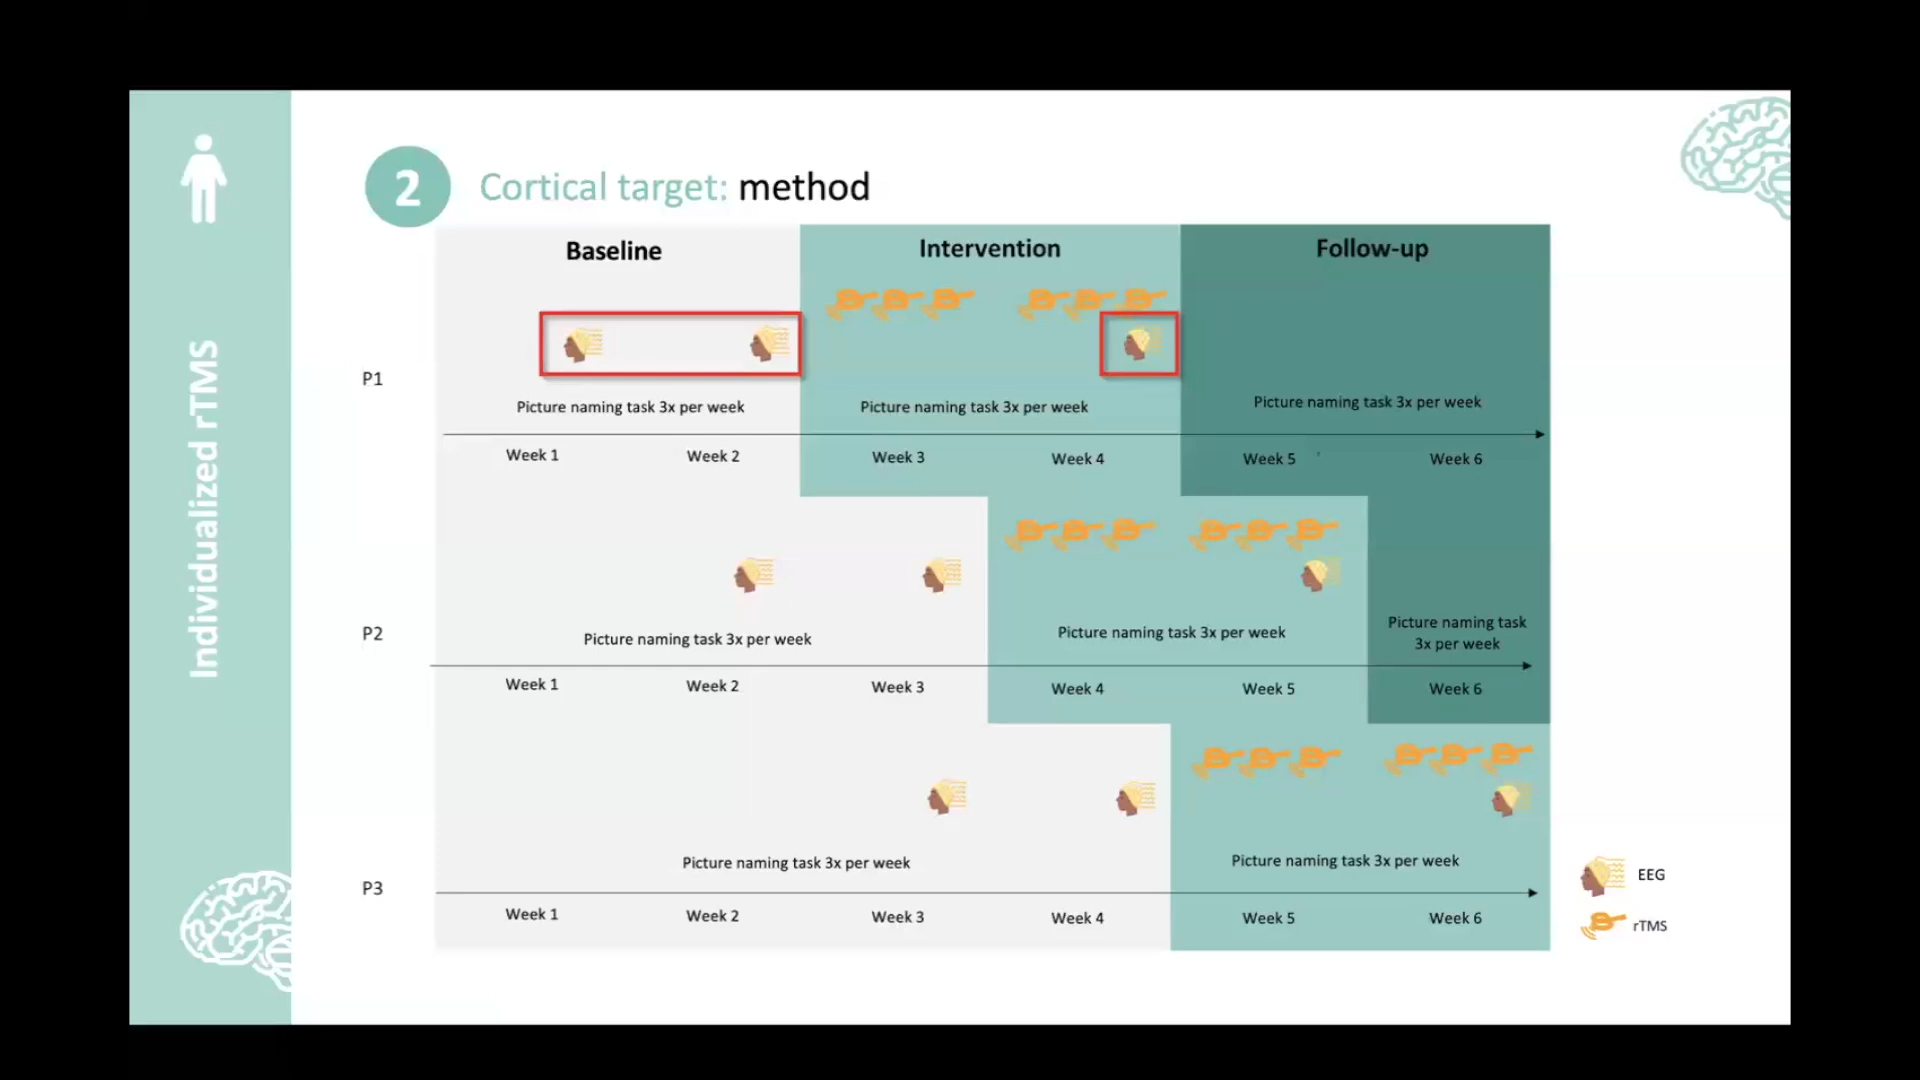 Individualized rTMS
2
Cortical target: method
Baseline
Intervention
Follow-up
P1
Picture naming task 3x per week
Picture naming task 3x per week
Picture naming task 3x per week
Week 1
Week 2
Week 3
Week 4
Week 5
Week 6
P2
Picture naming task 3x per week
Picture naming task 3x per week
Picture naming task
3x per week
Week 1
Week 2
Week 3
Week 4
Week 5
Week 6
P3
Picture naming task 3x per week
Picture naming task 3x per week
Week 1
Week 2
Week 3
Week 4
Week 5
Week 6
EEG
rTMS